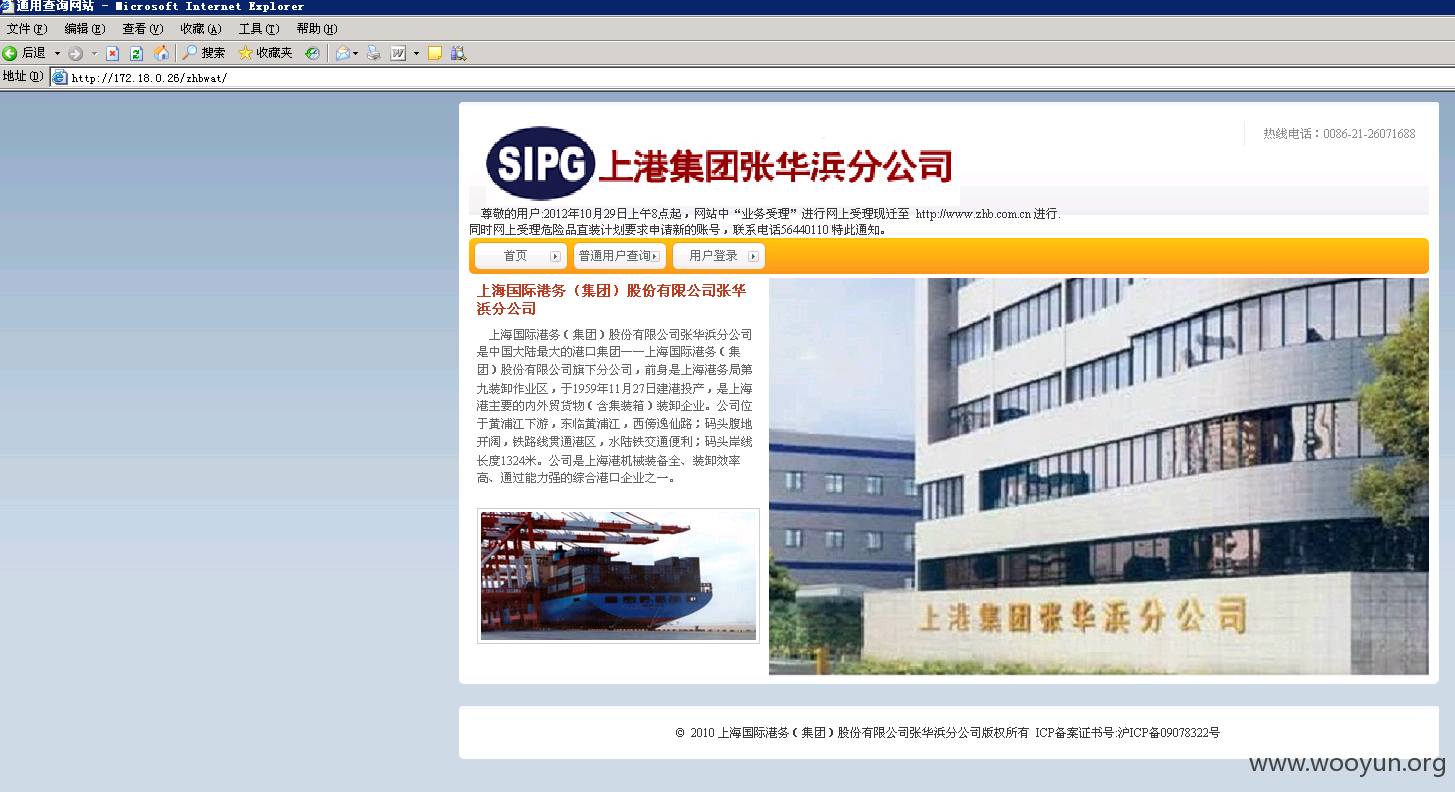 通用查询网站 - Microsoft Internet Explorer
文件(F) 编辑(E) 查看(V) 收藏(A) 工具(T) 帮助(H)
后退 搜索 收藏夹
地址(D) http://172.18.0.26/zhbwat/
热线电话：0086-21-26071688
SIPG 上港集团张华浜分公司
尊敬的用户:2012年10月29日上午8点起，网站中“业务受理”进行网上受理现迁至 http://www.zhb.com.cn 进行.
同时网上受理危险品直装计划要求申请新的账号，联系电话56440110 特此通知。
首页 普通用户查询 用户登录
上海国际港务（集团）股份有限公司张华
浜分公司
上海国际港务（集团）股份有限公司张华浜分公司
是中国大陆最大的港口集团一一上海国际港务（集
团）股份有限公司旗下分公司，前身是上海港务局第
九装卸作业区，于1959年11月27日建港投产，是上海
港主要的内外贸货物（含集装箱）装卸企业。公司位
于黄浦江下游，东临黄浦江，西傍逸仙路；码头腹地
开阔，铁路线贯通港区，水陆铁交通便利；码头岸线
长度1324米。公司是上海港机械装备全、装卸效率
高、通过能力强的综合港口企业之一。
上港集团张华浜分公司
© 2010 上海国际港务（集团）股份有限公司张华浜分公司版权所有 ICP备案证书号:沪ICP备09078322号
www.wooyun.org